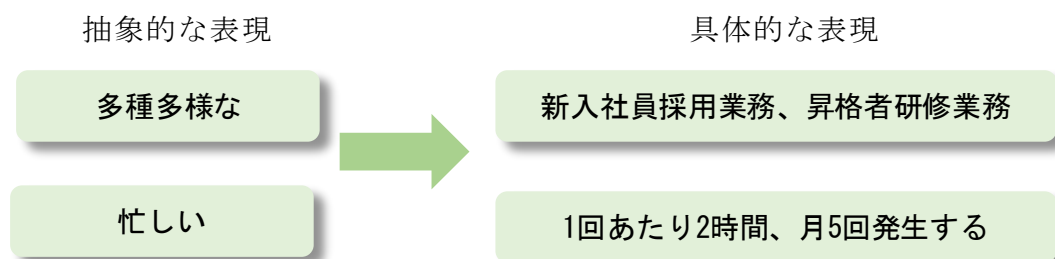 抽象的な表現
具体的な表現
多種多様な
新入社員採用業務、昇格者研修業務
忙しい
1回あたり2時間、月5回発生する